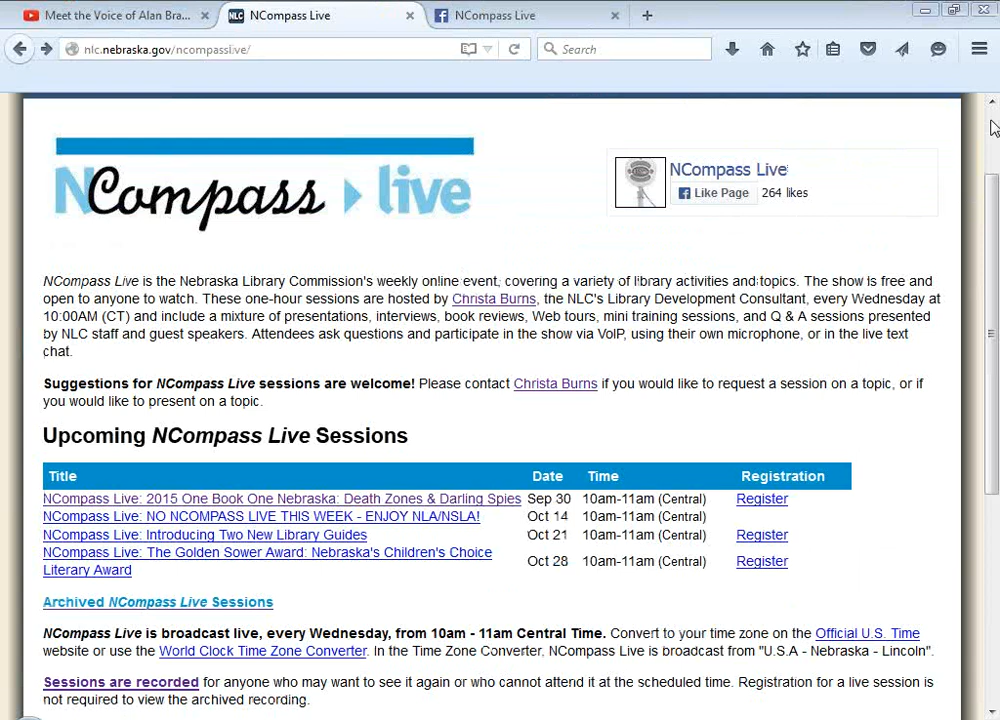 Meet the Voice of Alan Bra...
NLC NCompass Live
NCompass Live
nlc.nebraska.gov/ncompasslive/
Search
NCompass live
NCompass Live
Like Page 264 likes
NCompass Live is the Nebraska Library Commission's weekly online event, covering a variety of library activities and topics. The show is free and
open to anyone to watch. These one-hour sessions are hosted by Christa Burns, the NLC's Library Development Consultant, every Wednesday at
10:00AM (CT) and include a mixture of presentations, interviews, book reviews, Web tours, mini training sessions, and Q & A sessions presented
by NLC staff and guest speakers. Attendees ask questions and participate in the show via VoIP, using their own microphone, or in the live text
chat.
Suggestions for NCompass Live sessions are welcome! Please contact Christa Burns if you would like to request a session on a topic, or if
you would like to present on a topic.
Upcoming NCompass Live Sessions
Title Date Time Registration
NCompass Live: 2015 One Book One Nebraska: Death Zones & Darling Spies Sep 30 10am-11am (Central) Register
NCompass Live: NO NCOMPASS LIVE THIS WEEK - ENJOY NLA/NSLA! Oct 14 10am-11am (Central)
NCompass Live: Introducing Two New Library Guides Oct 21 10am-11am (Central) Register
NCompass Live: The Golden Sower Award: Nebraska's Children's Choice
Literary Award Oct 28 10am-11am (Central) Register
Archived NCompass Live Sessions
NCompass Live is broadcast live, every Wednesday, from 10am - 11am Central Time. Convert to your time zone on the Official U.S. Time
website or use the World Clock Time Zone Converter. In the Time Zone Converter, NCompass Live is broadcast from "U.S.A - Nebraska - Lincoln".
Sessions are recorded for anyone who may want to see it again or who cannot attend it at the scheduled time. Registration for a live session is
not required to view the archived recording.